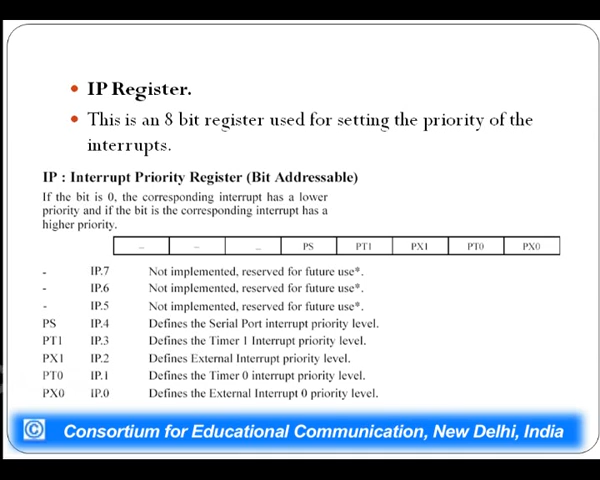 IP Register.
This is an 8 bit register used for setting the priority of the
interrupts.
IP : Interrupt Priority Register (Bit Addressable)
If the bit is 0, the corresponding interrupt has a lower
priority and if the bit is the corresponding interrupt has a
higher priority.
– – – PS PT1 PX1 PT0 PX0
- IP.7 Not implemented, reserved for future use*.
- IP.6 Not implemented, reserved for future use*.
- IP.5 Not implemented, reserved for future use*.
PS IP.4 Defines the Serial Port interrupt priority level.
PT1 IP.3 Defines the Timer 1 Interrupt priority level.
PX1 IP.2 Defines External Interrupt priority level.
PT0 IP.1 Defines the Timer 0 interrupt priority level.
PX0 IP.0 Defines the External Interrupt 0 priority level.
© Consortium for Educational Communication, New Delhi, India